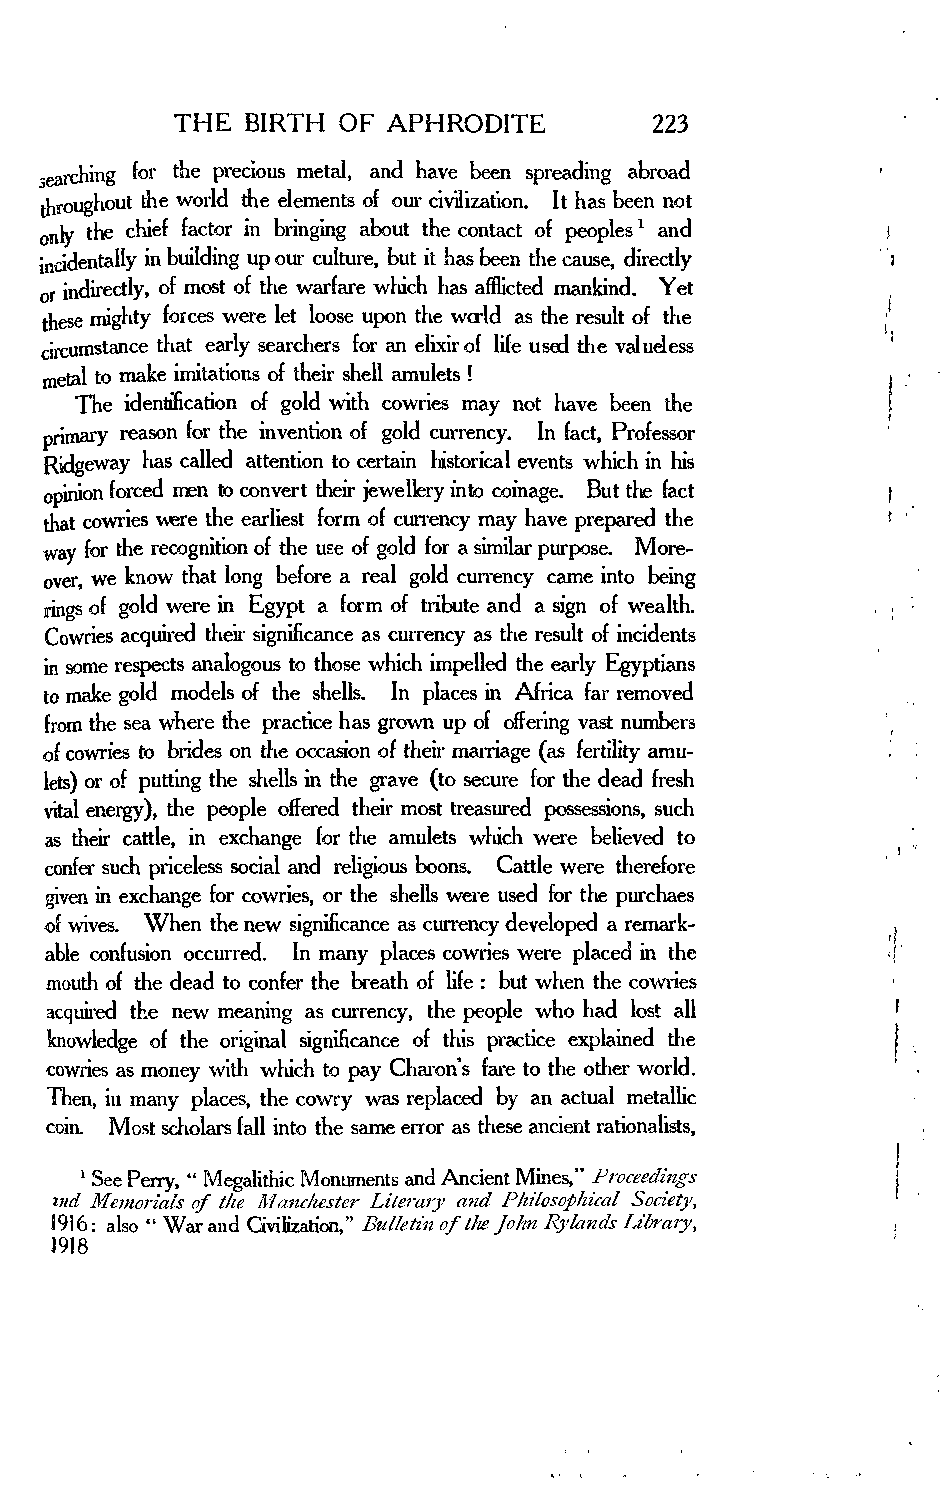 THE BIRTH OF APHRODITE 223
searching for the precious metal, and have been spreading abroad
throughout the world the elements of our civilization. It has been not
only the chief factor in bringing about the contact of peoples¹ and
incidentally in building up our culture, but it has been the cause, directly
or indirectly, of most of the warfare which has afflicted mankind. Yet
these mighty forces were let loose upon the world as the result of the
circumstance that early searchers for an elixir of life used the valueless
metal to make imitations of their shell amulets !
The identification of gold with cowries may not have been the
primary reason for the invention of gold currency. In fact, Professor
Ridgeway has called attention to certain historical events which in his
opinion forced men to convert their jewellery into coinage. But the fact
that cowries were the earliest form of currency may have prepared the
way for the recognition of the use of gold for a similar purpose. More-
over, we know that long before a real gold currency came into being
rings of gold were in Egypt a form of tribute and a sign of wealth.
Cowries acquired their significance as currency as the result of incidents
in some respects analogous to those which impelled the early Egyptians
to make gold models of the shells. In places in Africa far removed
from the sea where the practice has grown up of offering vast numbers
of cowries to brides on the occasion of their marriage (as fertility amu-
lets) or of putting the shells in the grave (to secure for the dead fresh
vital energy), the people offered their most treasured possessions, such
as their cattle, in exchange for the amulets which were believed to
confer such priceless social and religious boons. Cattle were therefore
given in exchange for cowries, or the shells were used for the purchaes
of wives. When the new significance as currency developed a remark-
able confusion occurred. In many places cowries were placed in the
mouth of the dead to confer the breath of life : but when the cowries
acquired the new meaning as currency, the people who had lost all
knowledge of the original significance of this practice explained the
cowries as money with which to pay Charon's fare to the other world.
Then, in many places, the cowry was replaced by an actual metallic
coin. Most scholars fall into the same error as these ancient rationalists,
¹ See Perry, “ Megalithic Monuments and Ancient Mines,” Proceedings
and Memorials of the Manchester Literary and Philosophical Society,
1916 : also “ War and Civilization,” Bulletin of the John Rylands Library,
1918